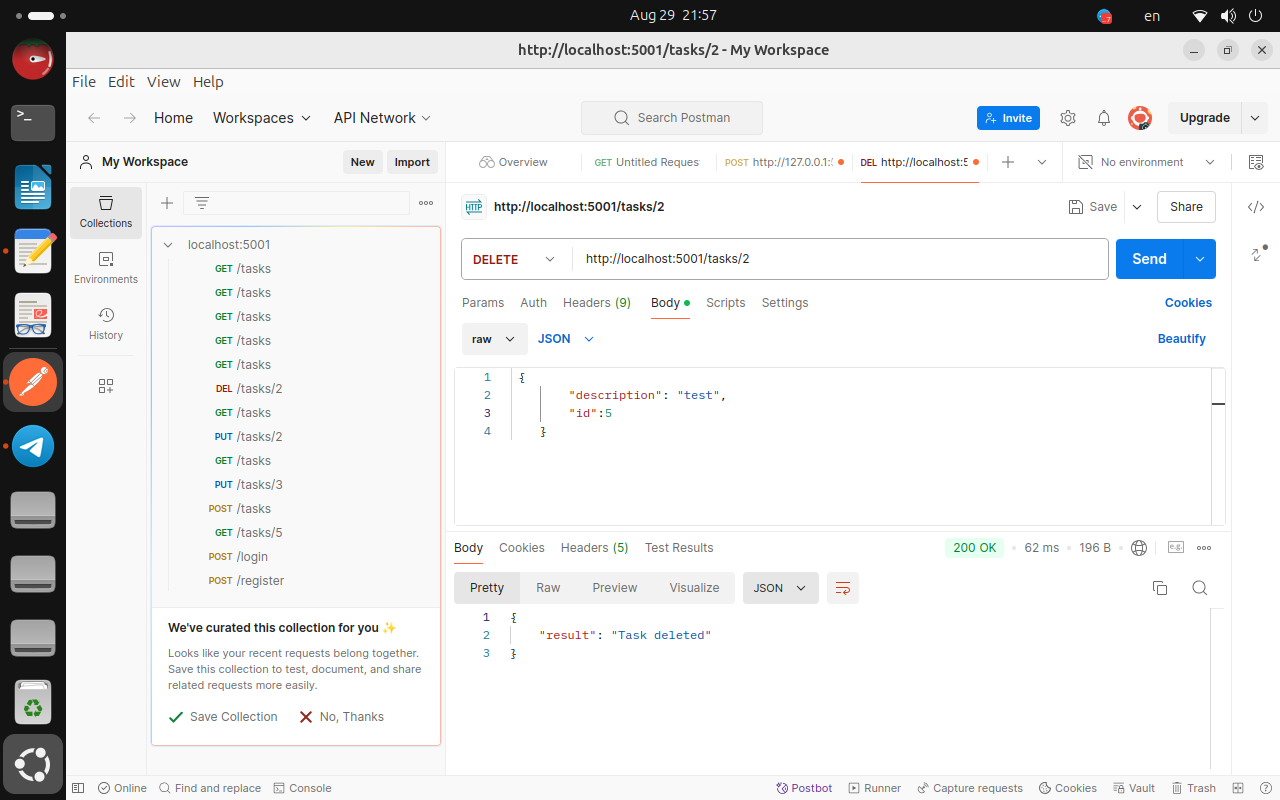 Aug 29 21:57
en
http://localhost:5001/tasks/2 - My Workspace
File Edit View Help
Home Workspaces API Network
Search Postman
Invite
Upgrade
My Workspace
New Import
Overview
GET Untitled Reques
POST http://127.0.0.1:
DEL http://localhost:5
No environment
Collections
Environments
History
localhost:5001
GET /tasks
GET /tasks
GET /tasks
GET /tasks
GET /tasks
DEL /tasks/2
GET /tasks
PUT /tasks/2
GET /tasks
PUT /tasks/3
POST /tasks
GET /tasks/5
POST /login
POST /register
We've curated this collection for you ✨
Looks like your recent requests belong together.
Save this collection to test, document, and share
related requests more easily.
Save Collection No, Thanks
HTTP
http://localhost:5001/tasks/2
Save
Share
DELETE
http://localhost:5001/tasks/2
Send
Params Auth Headers (9) Body Scripts Settings
Cookies
raw JSON
Beautify
1 {
2 "description": "test",
3 "id":5
4 }
Body Cookies Headers (5) Test Results
200 OK • 62 ms • 196 B
e.g.
Pretty Raw Preview Visualize
JSON
1 {
2 "result": "Task deleted"
3 }
Online Find and replace Console
Postbot Runner Capture requests Cookies Vault Trash